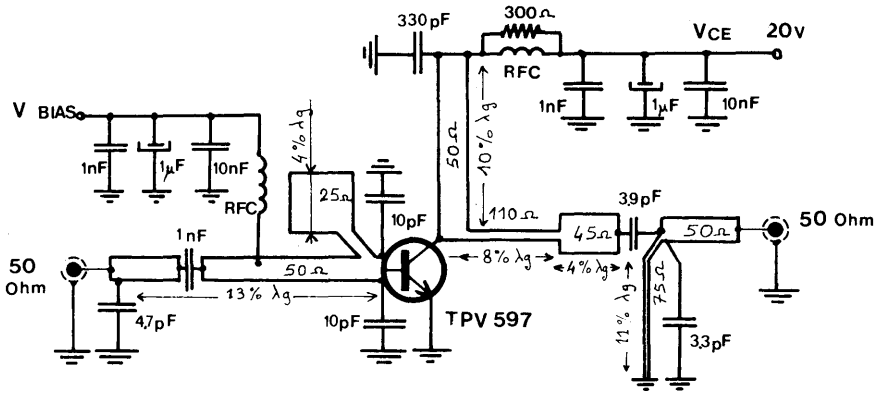 330pF
300Ω
RFC
VCE 20v
1nF
1µF
10nF
V BIAS
1nF
1µF
10nF
RFC
4% λg
25Ω
10pF
50Ω
10% λg
110Ω
3,9pF
45Ω
50Ω
50 Ohm
50 Ohm
1nF
50Ω
8% λg
4% λg
13% λg
4,7pF
10pF
TPV 597
11% λg
75Ω
3,3pF